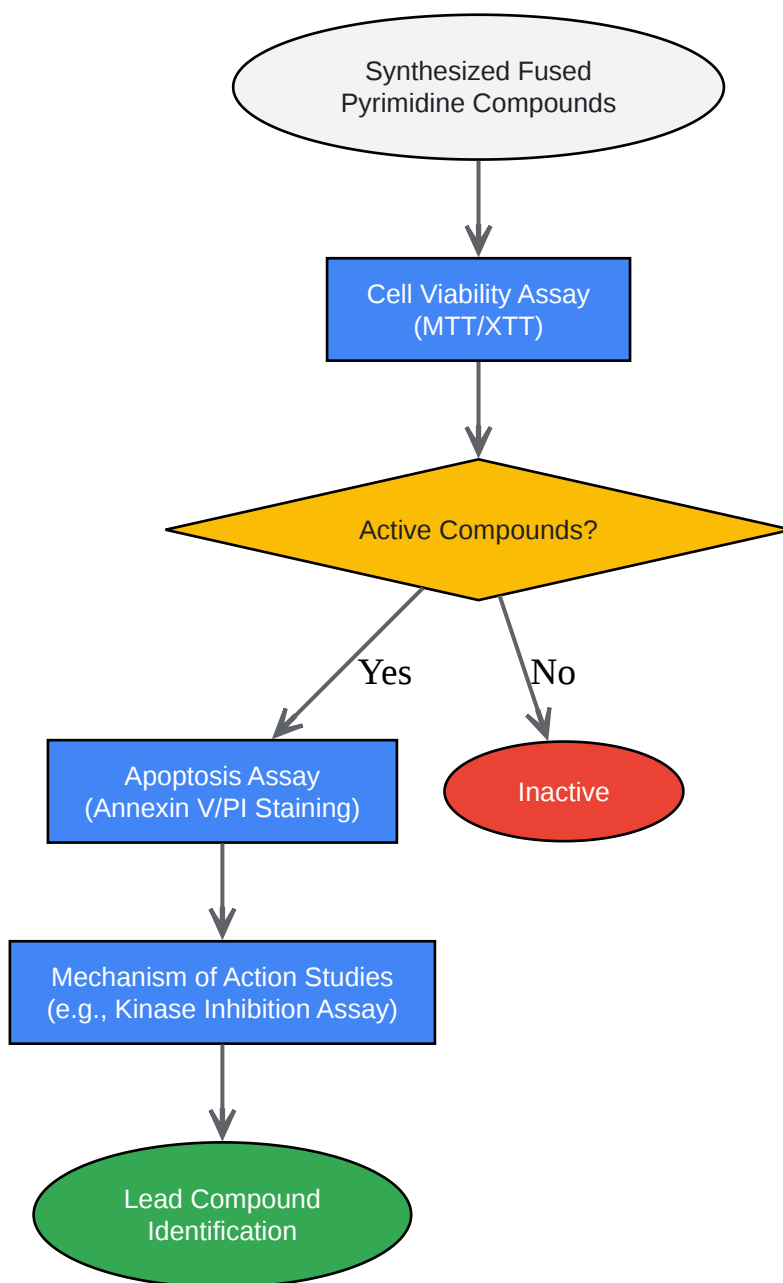 Synthesized Fused
Pyrimidine Compounds
Cell Viability Assay
(MTT/XTT)
Active Compounds?
Yes
No
Apoptosis Assay
(Annexin V/PI Staining)
Inactive
Mechanism of Action Studies
(e.g., Kinase Inhibition Assay)
Lead Compound
Identification